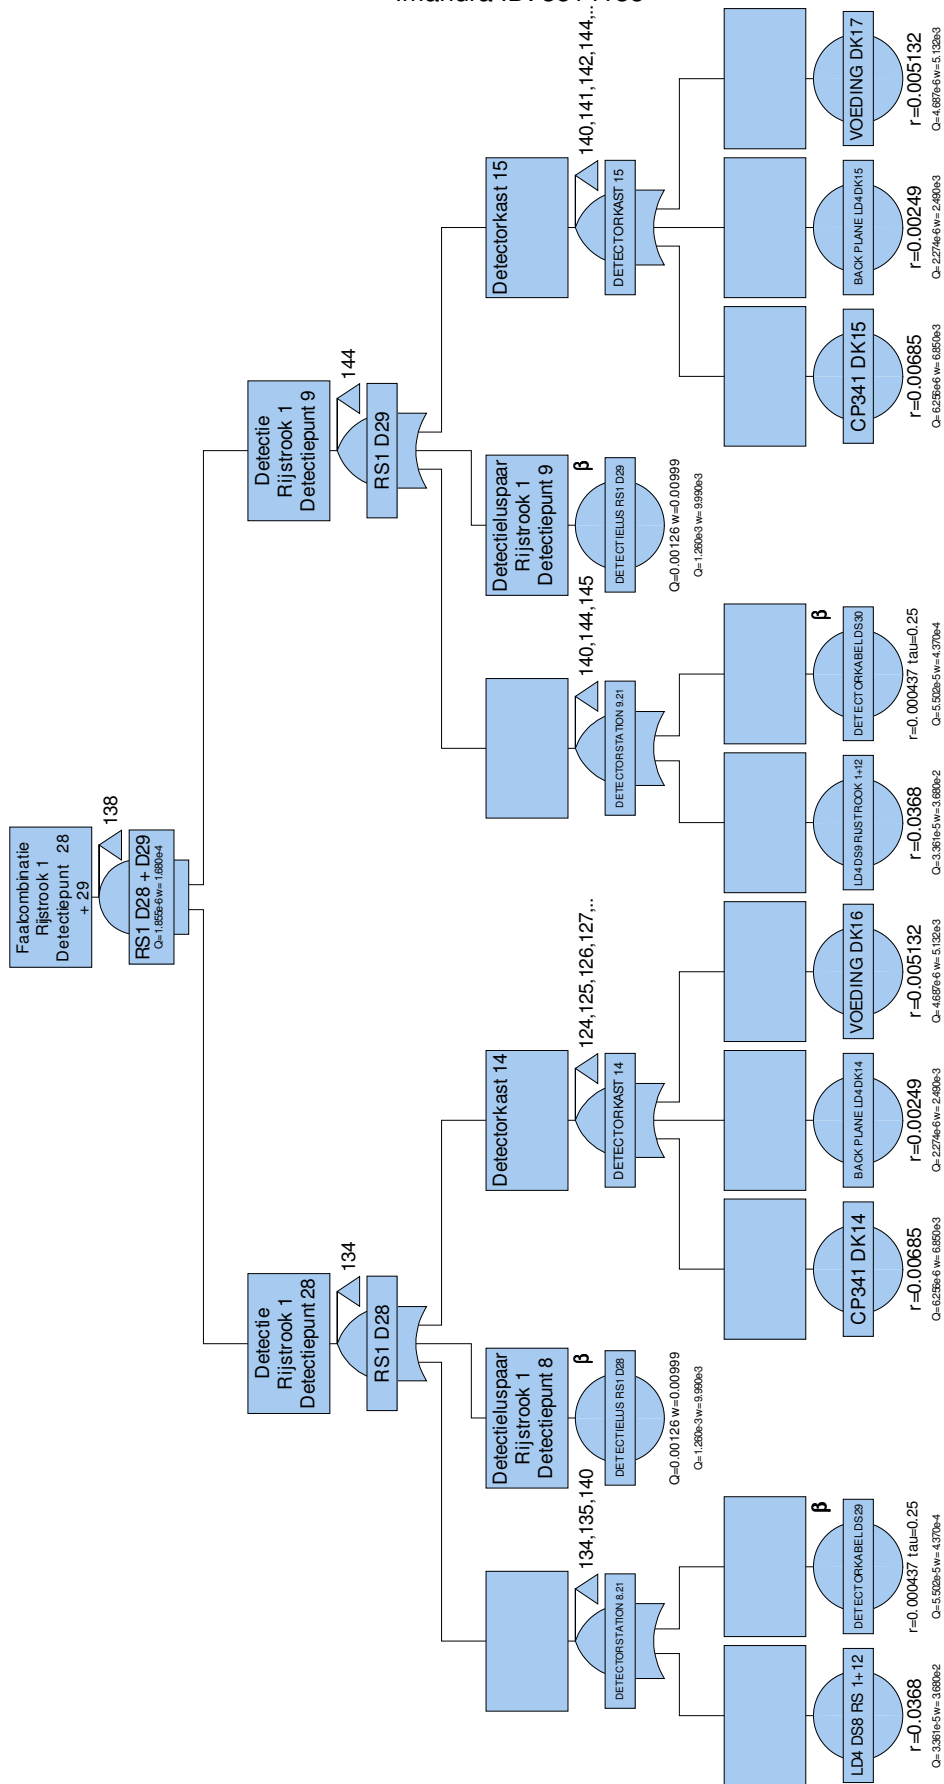 Faalcombinatie
Rijstrook 1
Detectiepunt 28
+ 29
138
RS1 D28 + D29
Q=1.855e-6 w=1.680e-4
Detectie
Rijstrook 1
Detectiepunt 28
134
RS1 D28
Detectie
Rijstrook 1
Detectiepunt 9
144
RS1 D29
134,135,140
DETECTORSTATION 8.21
Detectieluspaar
Rijstrook 1
Detectiepunt 8
β
DETECTIELUS RS1 D28
Q=0.00126 w=0.00999
Q=1.260e-3 w=9.990e-3
Detectorkast 14
124,125,126,127,..
DETECTORKAST 14
140,144,145
DETECTORSTATION 9.21
Detectieluspaar
Rijstrook 1
Detectiepunt 9
β
DETECTIELUS RS1 D29
Q=0.00126 w=0.00999
Q=1.260e-3 w=9.990e-3
Detectorkast 15
140,141,142,144,..
DETECTORKAST 15
LD4 DS8 RS 1+12
r=0.0368
Q=3.361e-5 w=3.680e-2
β
DETECTORKABEL DS29
r=0.000437 tau=0.25
Q=5.502e-5 w=4.370e-4
CP341 DK14
r=0.00685
Q=6.256e-6 w=6.850e-3
BACK PLANE LD4 DK14
r=0.00249
Q=2.274e-6 w=2.490e-3
VOEDING DK16
r=0.005132
Q=4.687e-6 w=5.132e-3
LD4 DS9 RIJSTROOK 1+12
r=0.0368
Q=3.361e-5 w=3.680e-2
β
DETECTORKABEL DS30
r=0.000437 tau=0.25
Q=5.502e-5 w=4.370e-4
CP341 DK15
r=0.00685
Q=6.256e-6 w=6.850e-3
BACK PLANE LD4 DK15
r=0.00249
Q=2.274e-6 w=2.490e-3
VOEDING DK17
r=0.005132
Q=4.687e-6 w=5.132e-3